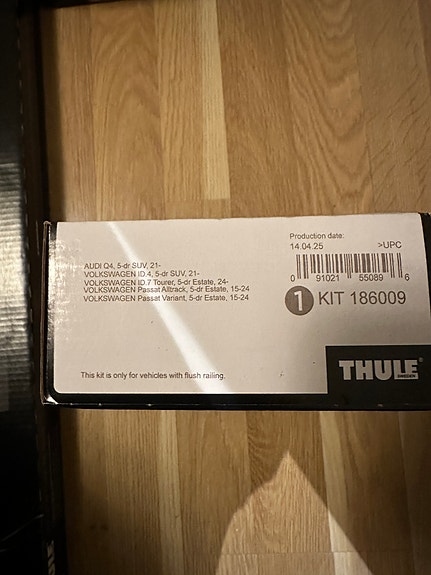 AUDI Q4, 5-dr SUV, 21-
VOLKSWAGEN ID.4, 5-dr SUV, 21-
VOLKSWAGEN ID.7 Tourer, 5-dr Estate, 24-
VOLKSWAGEN Passat Alltrack, 5-dr Estate, 15-24
VOLKSWAGEN Passat Variant, 5-dr Estate, 15-24
This kit is only for vehicles with flush railing.
Production date:
14.04.25 >UPC
0 91021 55089 6
1 KIT 186009
THULE
SWEDEN